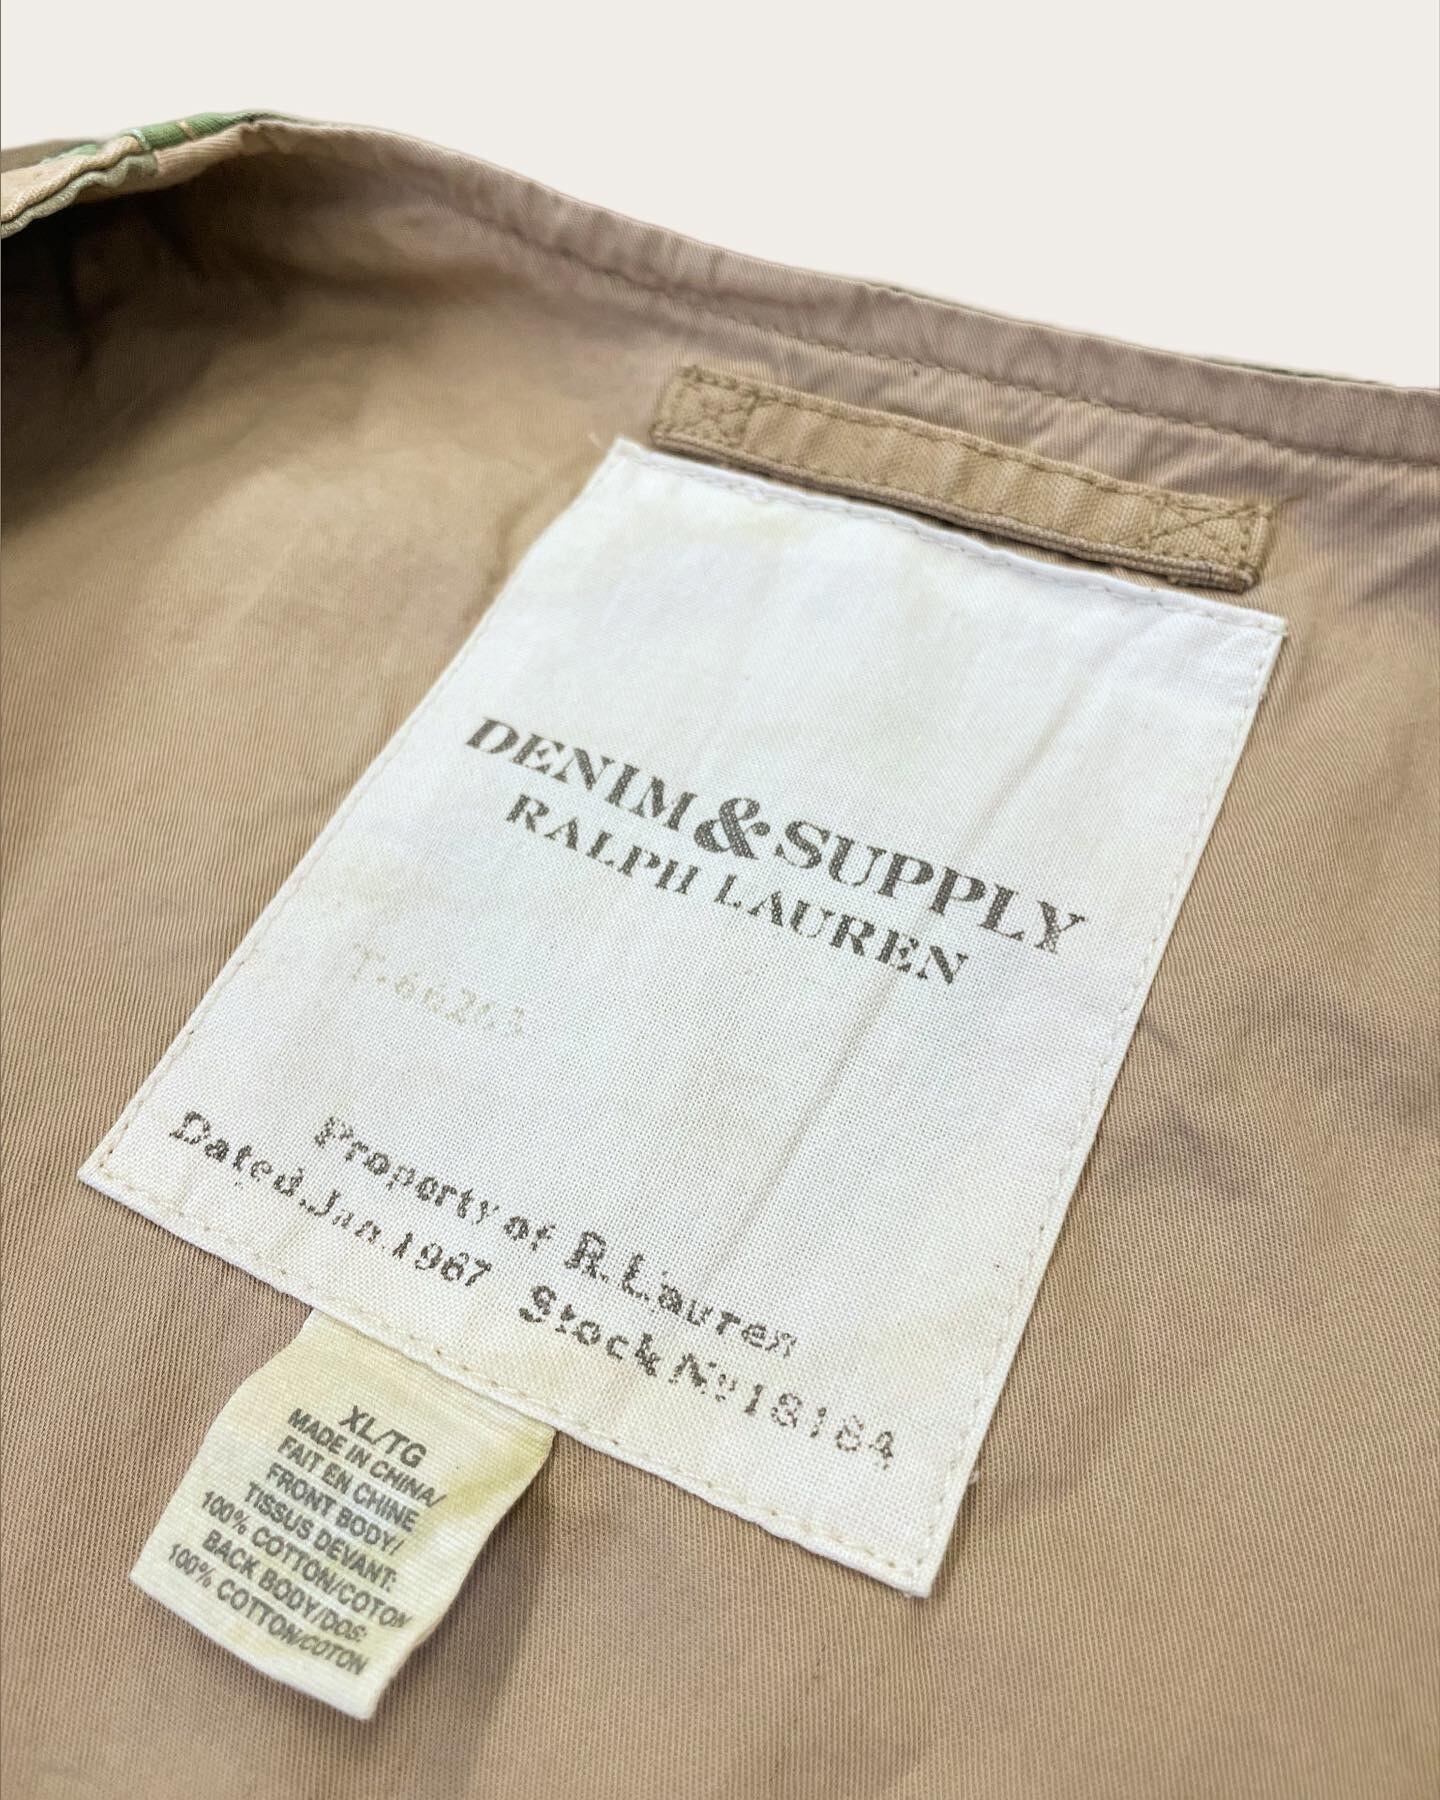 DENIM&SUPPLY
RALPH LAUREN
Property of R.Lauren
Dated.Jan.1967 Stock No 18184
XL/TG
MADE IN CHINA/
FAIT EN CHINE
FRONT BODY/
TISSUS DEVANT:
100% COTTON/COTON
BACK BODY/DOS:
100% COTTON/COTON